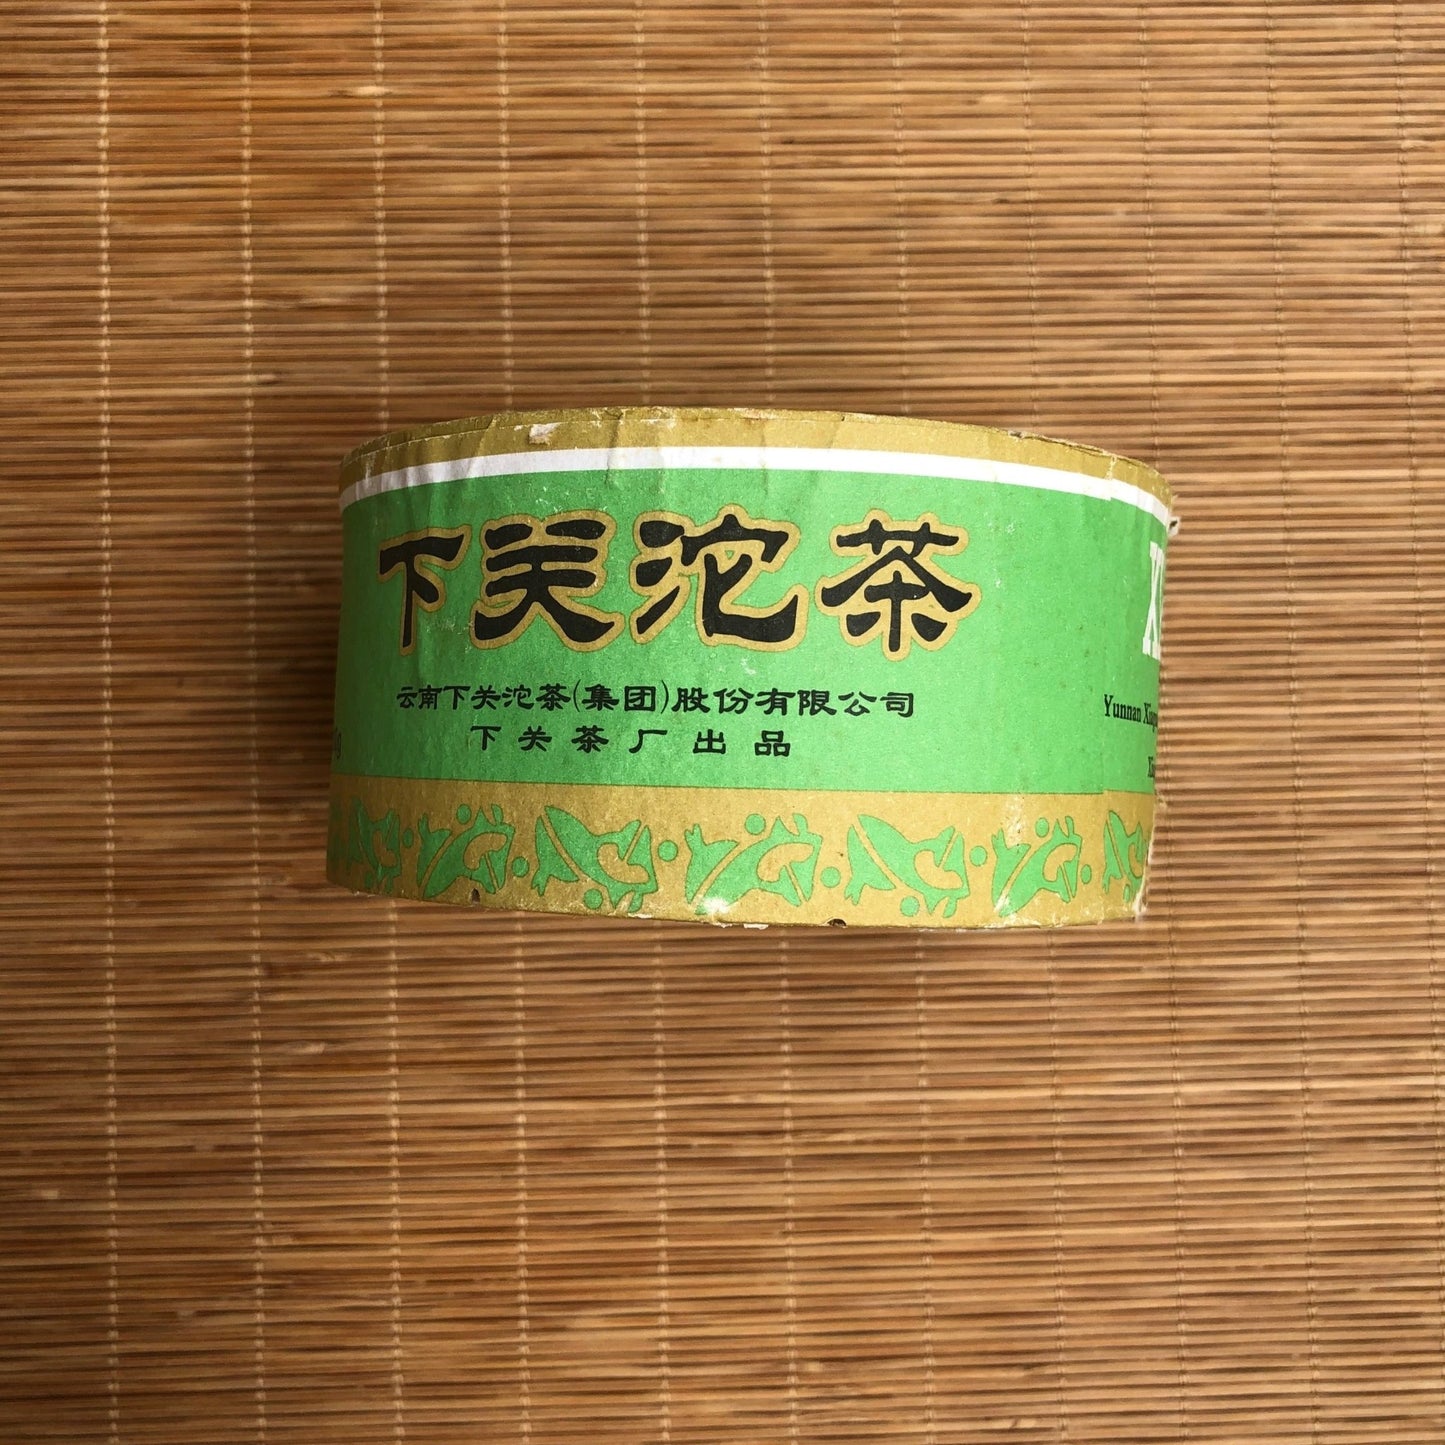 下关沱茶
云南下关沱茶(集团)股份有限公司
下关茶厂出品
g
X
Yunnan